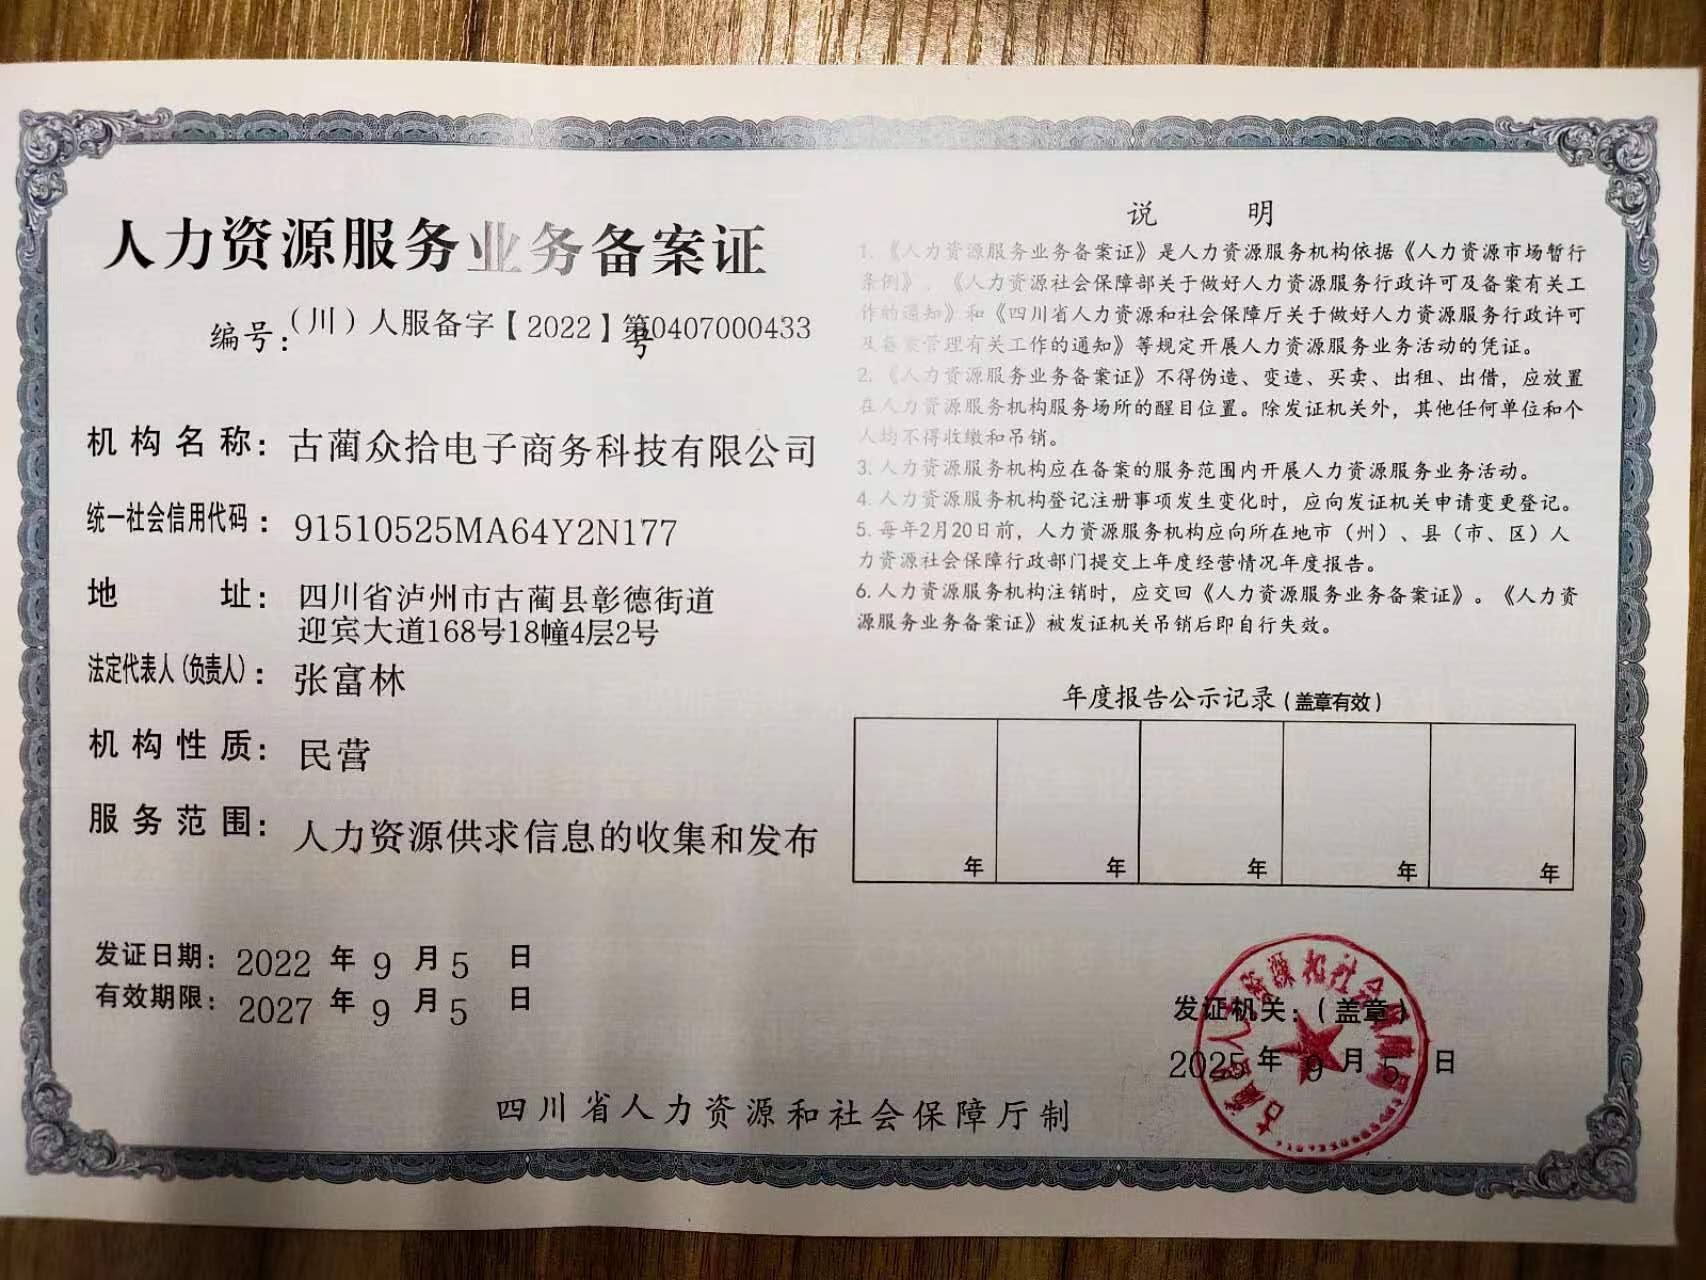 人力资源服务业务备案证
编号：（川）人服备字【2022】第0407000433号
机构名称：古蔺众拾电子商务科技有限公司
统一社会信用代码：91510525MA64Y2N177
地址：四川省泸州市古蔺县彰德街道
迎宾大道168号18幢4层2号
法定代表人(负责人)：张富林
机构性质：民营
服务范围：人力资源供求信息的收集和发布
发证日期：2022年9月5日
有效期限：2027年9月5日
说明
1.《人力资源服务业务备案证》是人力资源服务机构依据《人力资源市场暂行
条例》、《人力资源社会保障部关于做好人力资源服务行政许可及备案有关工
作的通知》和《四川省人力资源和社会保障厅关于做好人力资源服务行政许可
及备案管理有关工作的通知》等规定开展人力资源服务业务活动的凭证。
2.《人力资源服务业务备案证》不得伪造、变造、买卖、出租、出借，应放置
在人力资源服务机构服务场所的醒目位置。除发证机关外，其他任何单位和个
人均不得收缴和吊销。
3.人力资源服务机构应在备案的服务范围内开展人力资源服务业务活动。
4.人力资源服务机构登记注册事项发生变化时，应向发证机关申请变更登记。
5.每年2月20日前，人力资源服务机构应向所在地市（州）、县（市、区）人
力资源社会保障行政部门提交上年度经营情况年度报告。
6.人力资源服务机构注销时，应交回《人力资源服务业务备案证》。《人力资
源服务业务备案证》被发证机关吊销后即自行失效。
年度报告公示记录(盖章有效)
年 年 年 年 年
发证机关：(盖章)
2025年9月5日
古蔺县人力资源和社会保障局
四川省人力资源和社会保障厅制